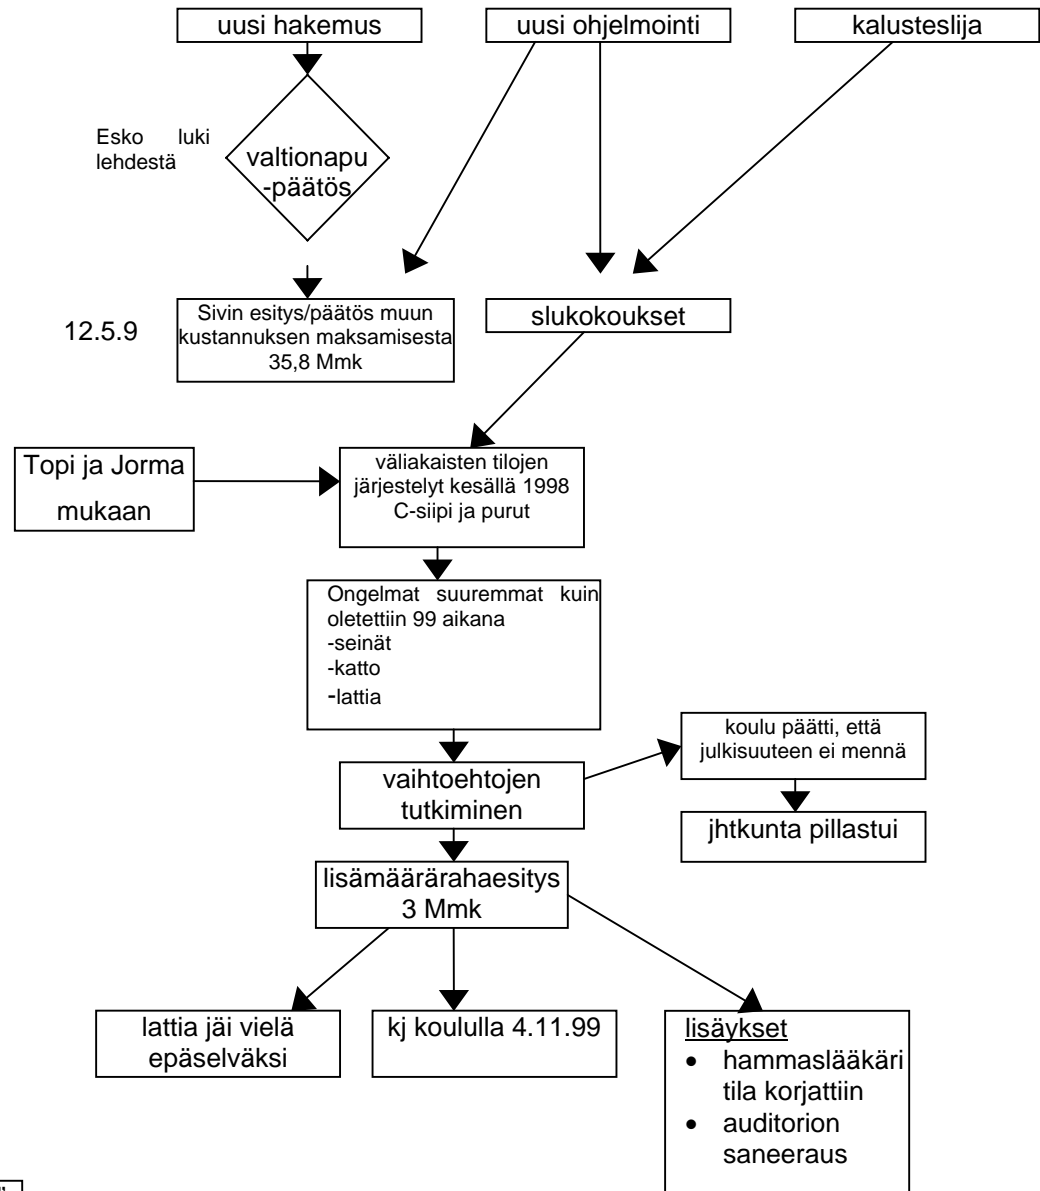 uusi hakemus
uusi ohjelmointi
kalusteslija
Esko luki
lehdestä
valtionapu
-päätös
12.5.9
Sivin esitys/päätös muun
kustannuksen maksamisesta
35,8 Mmk
slukokoukset
Topi ja Jorma
mukaan
väliakaisten tilojen
järjestelyt kesällä 1998
C-siipi ja purut
Ongelmat suuremmat kuin
oletettiin 99 aikana
-seinät
-katto
-lattia
koulu päätti, että
julkisuuteen ei mennä
vaihtoehtojen
tutkiminen
jhtkunta pillastui
lisämäärärahaesitys
3 Mmk
lattia jäi vielä
epäselväksi
kj koululla 4.11.99
lisäykset
• hammaslääkäri
tila korjattiin
• auditorion
saneeraus